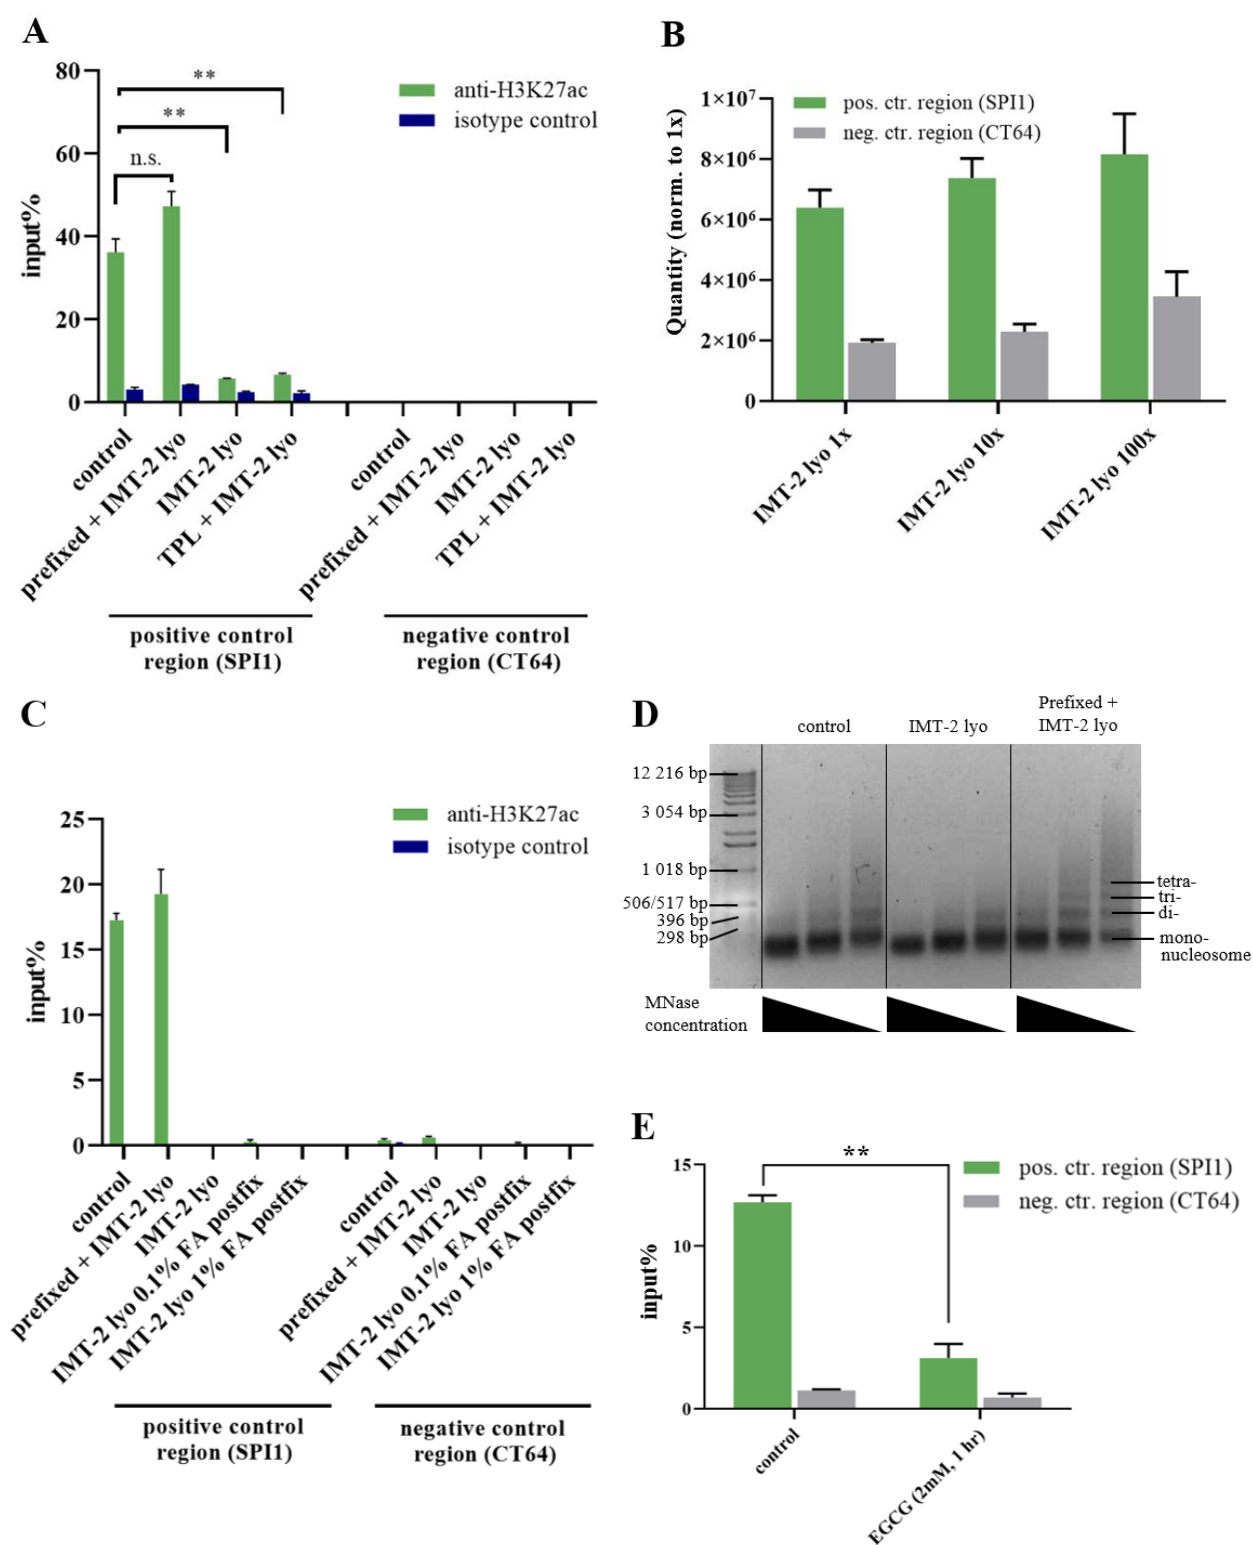 A
80
60
40
20
0
input%
**
**
n.s.
anti-H3K27ac
isotype control
control
prefixed + IMT-2 lyo
IMT-2 lyo
TPL + IMT-2 lyo
control
prefixed + IMT-2 lyo
IMT-2 lyo
TPL + IMT-2 lyo
positive control
region (SPI1)
negative control
region (CT64)
B
Quantity (norm. to 1x)
1×10⁷
8×10⁶
6×10⁶
4×10⁶
2×10⁶
0
pos. ctr. region (SPI1)
neg. ctr. region (CT64)
IMT-2 lyo 1x
IMT-2 lyo 10x
IMT-2 lyo 100x
C
25
20
15
10
5
0
input%
anti-H3K27ac
isotype control
control
prefixed + IMT-2 lyo
IMT-2 lyo
IMT-2 lyo 0.1% FA postfix
IMT-2 lyo 1% FA postfix
control
prefixed + IMT-2 lyo
IMT-2 lyo
IMT-2 lyo 0.1% FA postfix
IMT-2 lyo 1% FA postfix
positive control
region (SPI1)
negative control
region (CT64)
D
control
IMT-2 lyo
Prefixed +
IMT-2 lyo
12 216 bp
3 054 bp
1 018 bp
506/517 bp
396 bp
298 bp
tetra-
tri-
di-
mono-
nucleosome
MNase
concentration
E
15
10
5
0
input%
**
pos. ctr. region (SPI1)
neg. ctr. region (CT64)
control
EGCG (2mM, 1 hr)